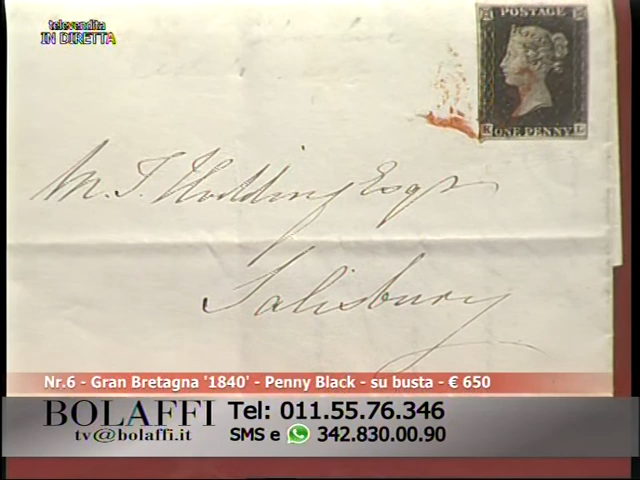 televendita
IN DIRETTA
POSTAGE
K L
ONE PENNY
Salisbury
Nr.6 - Gran Bretagna '1840' - Penny Black - su busta - € 650
BOLAFFI
tv@bolaffi.it
Tel: 011.55.76.346
SMS e 342.830.00.90